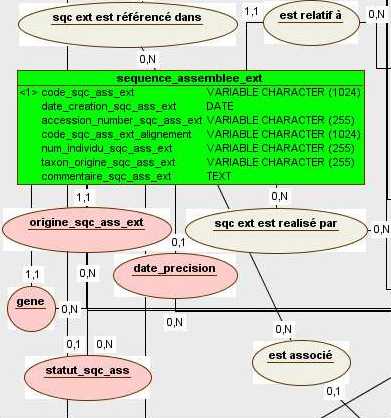 sqc ext est référencé dans
1,1
est relatif à
0,N
0,N
sequence_assemblee_ext
<1> code_sqc_ass_ext VARIABLE CHARACTER (1024)
date_creation_sqc_ass_ext DATE
accession_number_sqc_ass_ext VARIABLE CHARACTER (255)
code_sqc_ass_ext_alignement VARIABLE CHARACTER (1024)
num_individu_sqc_ass_ext VARIABLE CHARACTER (255)
taxon_origine_sqc_ass_ext VARIABLE CHARACTER (255)
commentaire_sqc_ass_ext TEXT
1,1
0,N
origine_sqc_ass_ext
sqc ext est realisé par
0,N
0,1
date_precision
1,1
0,N
gene
0,N
0,N
0,N
0,1
0,N
est associé
statut_sqc_ass
0,1